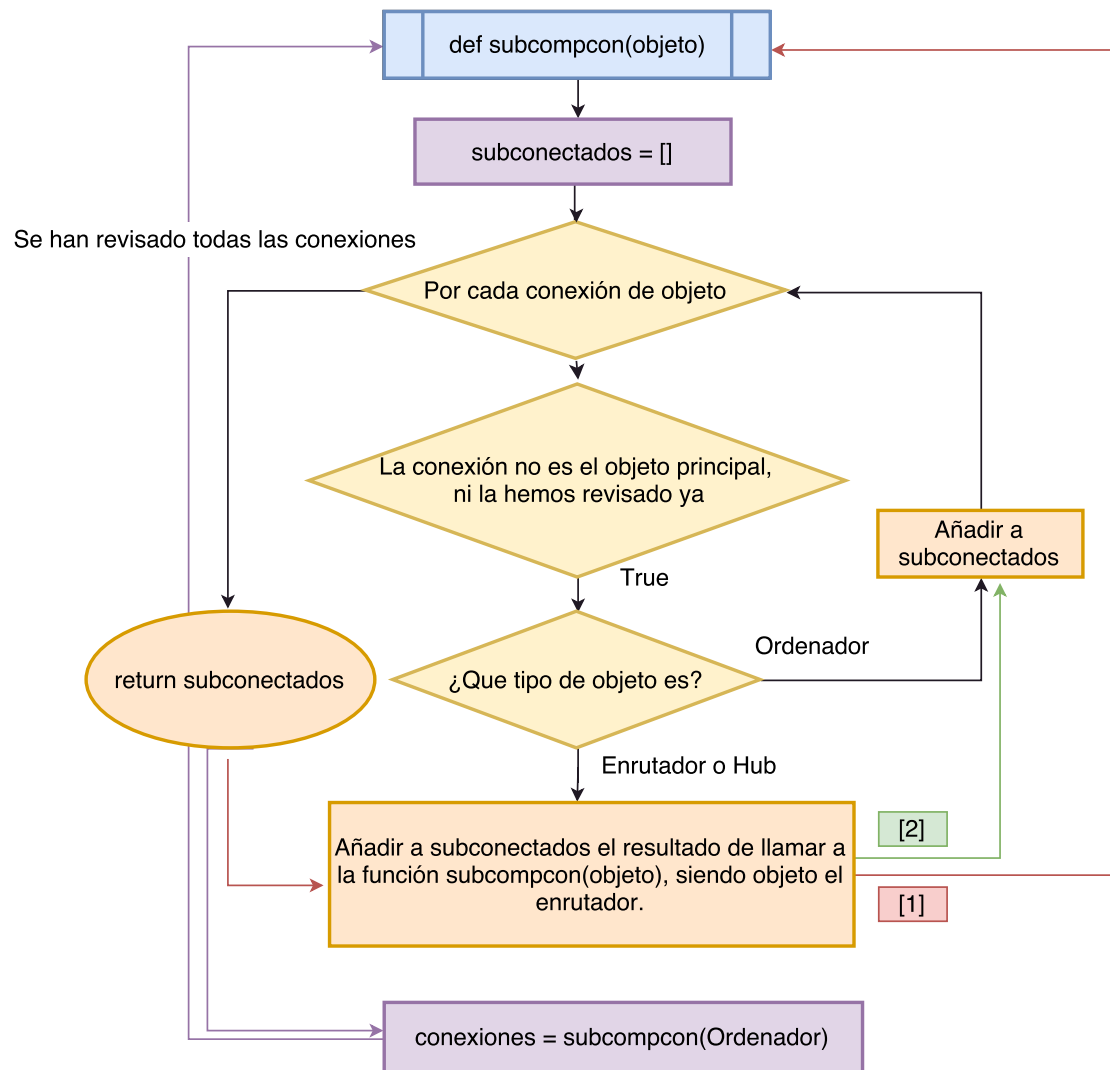 def subcompcon(objeto)
subconectados = []
Se han revisado todas las conexiones
Por cada conexión de objeto
La conexión no es el objeto principal,
ni la hemos revisado ya
True
Añadir a
subconectados
Ordenador
¿Que tipo de objeto es?
return subconectados
Enrutador o Hub
Añadir a subconectados el resultado de llamar a
la función subcompcon(objeto), siendo objeto el
enrutador.
[2]
[1]
conexiones = subcompcon(Ordenador)